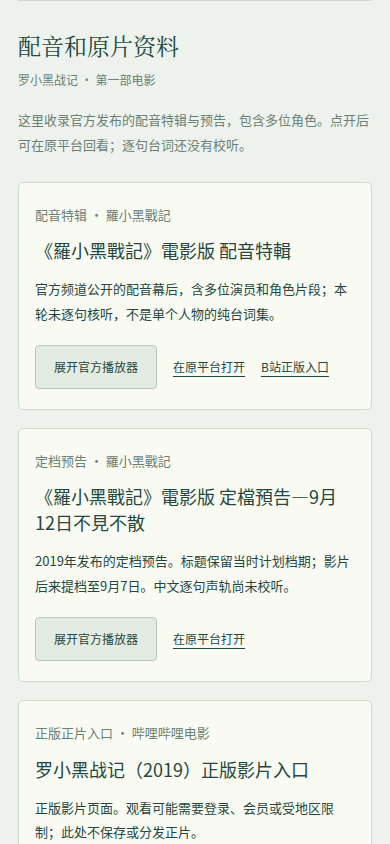 配音和原片资料
罗小黑战记 · 第一部电影
这里收录官方发布的配音特辑与预告，包含多位角色。点开后
可在原平台回看；逐句台词还没有校听。
配音特辑 · 羅小黑戰記
《羅小黑戰記》電影版 配音特輯
官方频道公开的配音幕后，含多位演员和角色片段；本
轮未逐句核听，不是单个人物的纯台词集。
展开官方播放器 在原平台打开 B站正版入口
定档预告 · 羅小黑戰記
《羅小黑戰記》電影版 定檔預告—9月
12日不見不散
2019年发布的定档预告。标题保留当时计划档期；影片
后来提档至9月7日。中文逐句声轨尚未校听。
展开官方播放器 在原平台打开
正版正片入口 · 哔哩哔哩电影
罗小黑战记（2019）正版影片入口
正版影片页面。观看可能需要登录、会员或受地区限
制；此处不保存或分发正片。